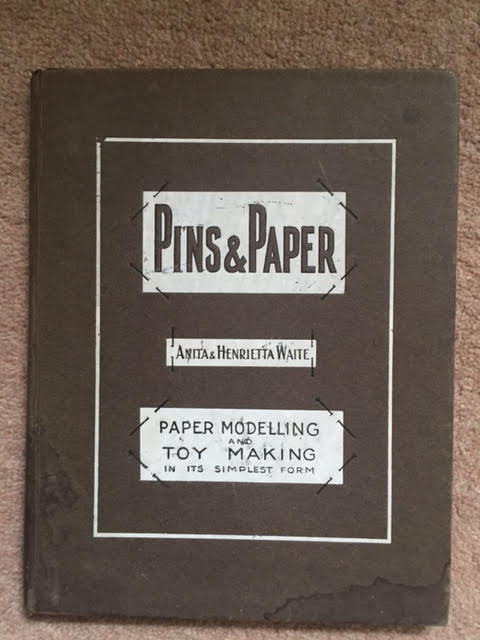 PINS & PAPER
ANITA & HENRIETTA WAITE
PAPER MODELLING
AND
TOY MAKING
IN ITS SIMPLEST FORM